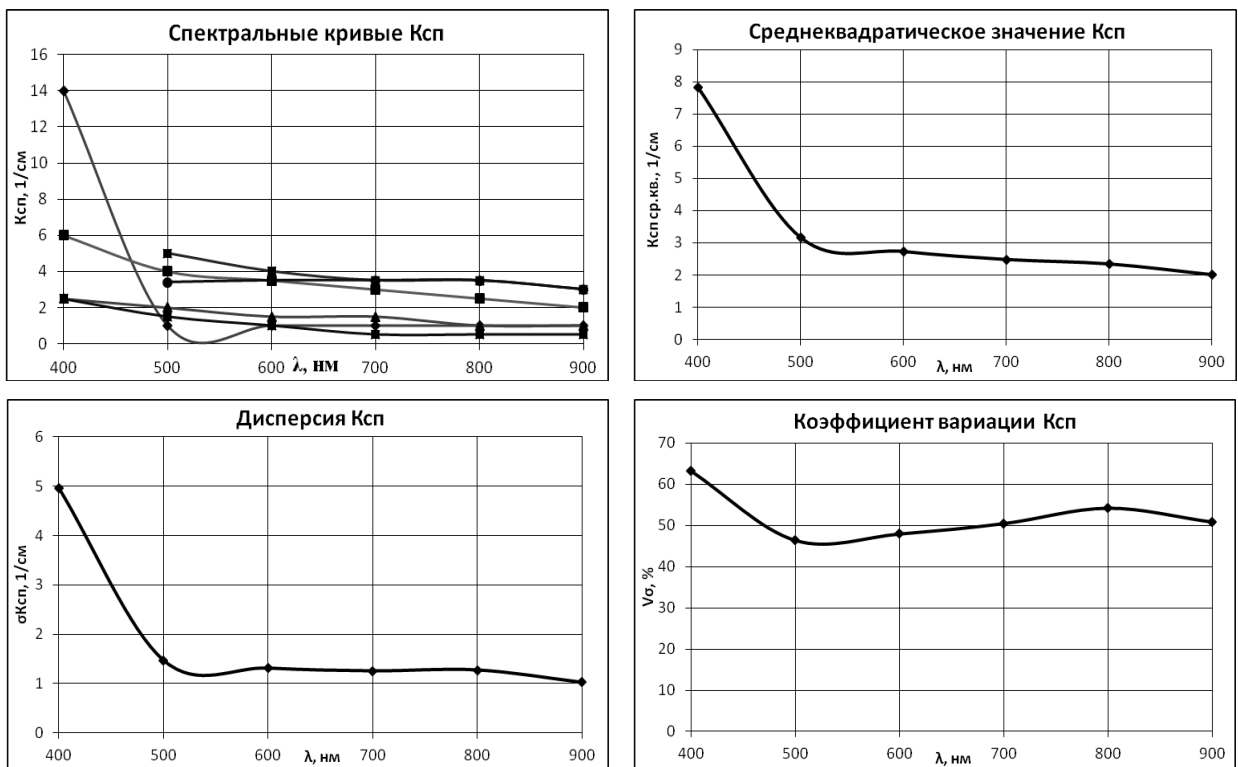 Спектральные кривые Ксп
Ксп, 1/см
16
14
12
10
8
6
4
2
0
400 500 600 700 800 900
λ, нм
Среднеквадратическое значение Ксп
Ксп ср.кв., 1/см
9
8
7
6
5
4
3
2
1
0
400 500 600 700 800 900
λ, нм
Дисперсия Ксп
σКсп, 1/см
6
5
4
3
2
1
0
400 500 600 700 800 900
λ, нм
Коэффициент вариации Ксп
Vσ, %
70
60
50
40
30
20
10
0
400 500 600 700 800 900
λ, нм